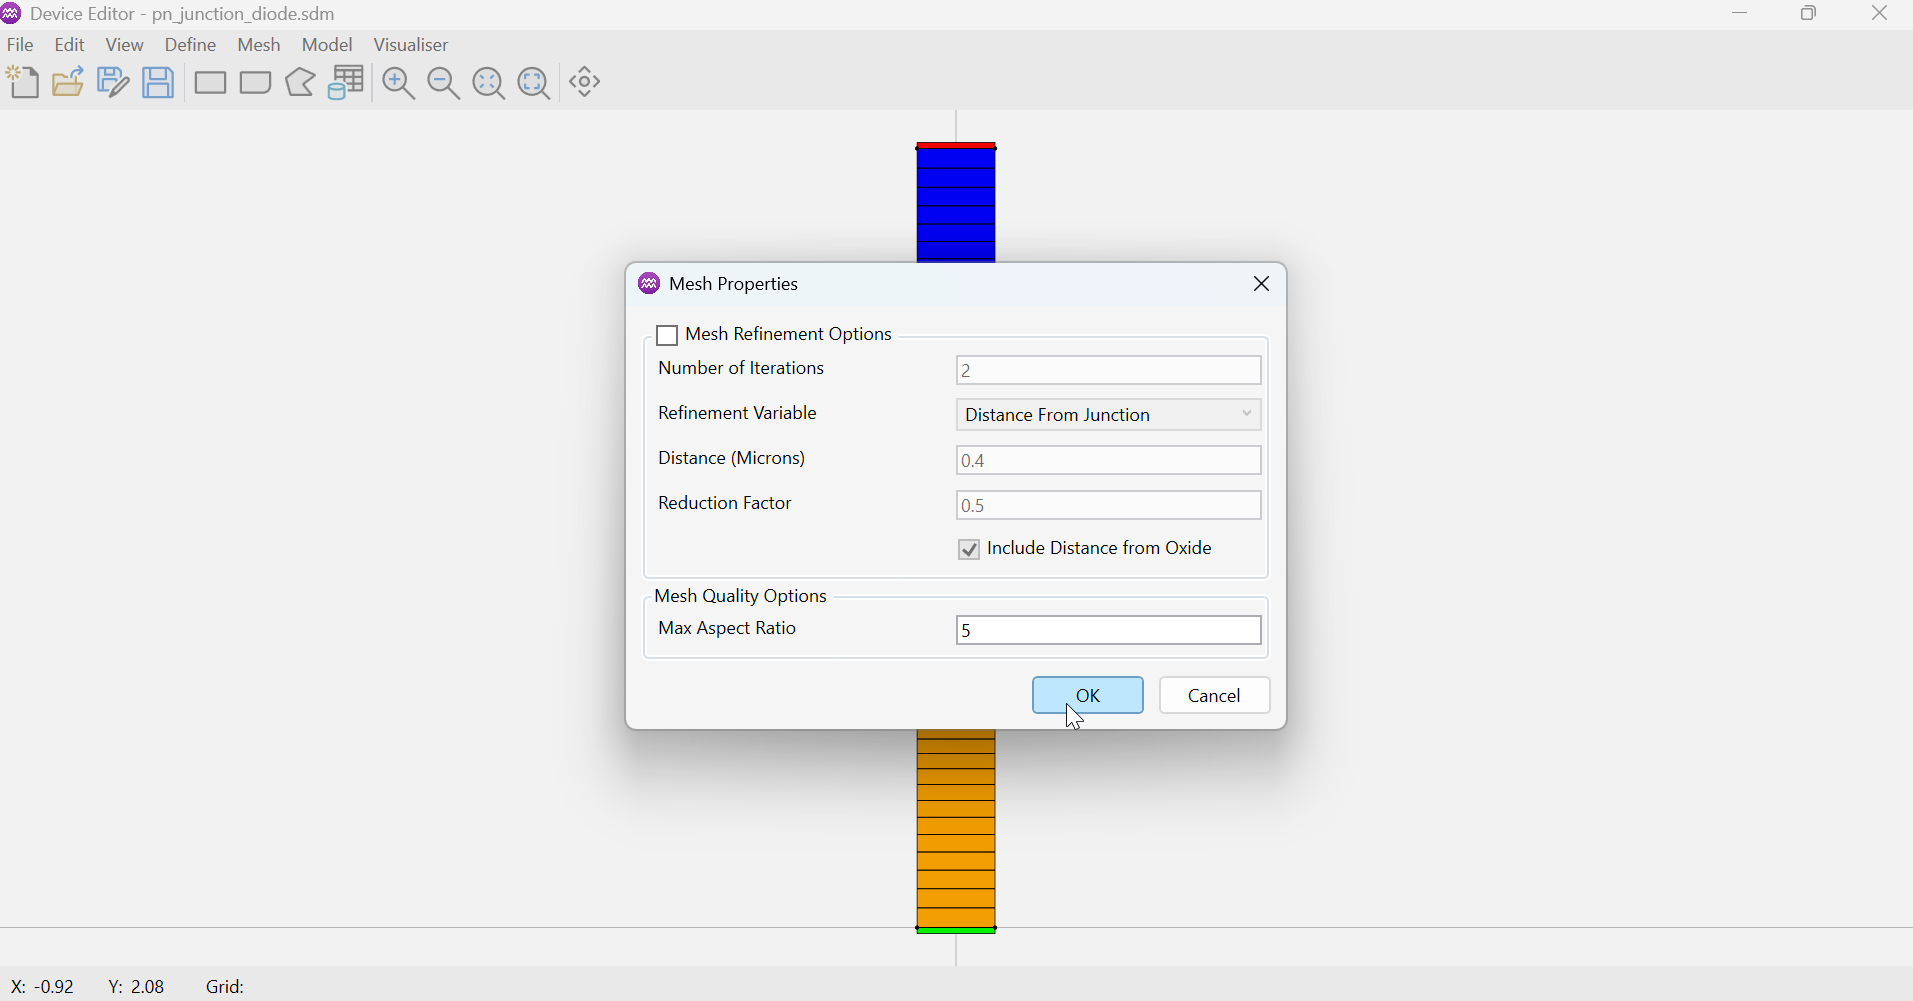 Device Editor - pn_junction_diode.sdm
File Edit View Define Mesh Model Visualiser
Mesh Properties
Mesh Refinement Options
Number of Iterations 2
Refinement Variable Distance From Junction
Distance (Microns) 0.4
Reduction Factor 0.5
Include Distance from Oxide
Mesh Quality Options
Max Aspect Ratio 5
OK Cancel
X: -0.92 Y: 2.08 Grid: